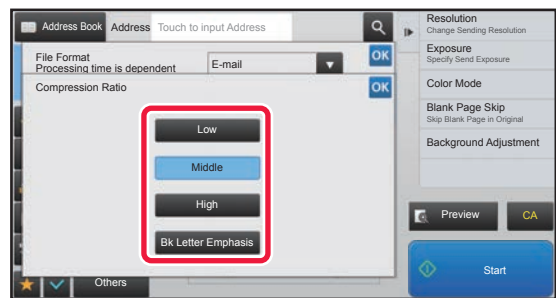 Address Book
Address
Touch to input Address
File Format
Processing time is dependent
E-mail
OK
Compression Ratio
OK
Low
Middle
High
Bk Letter Emphasis
Others
Resolution
Change Sending Resolution
Exposure
Specify Send Exposure
Color Mode
Blank Page Skip
Skip Blank Page in Original
Background Adjustment
Preview
CA
Start